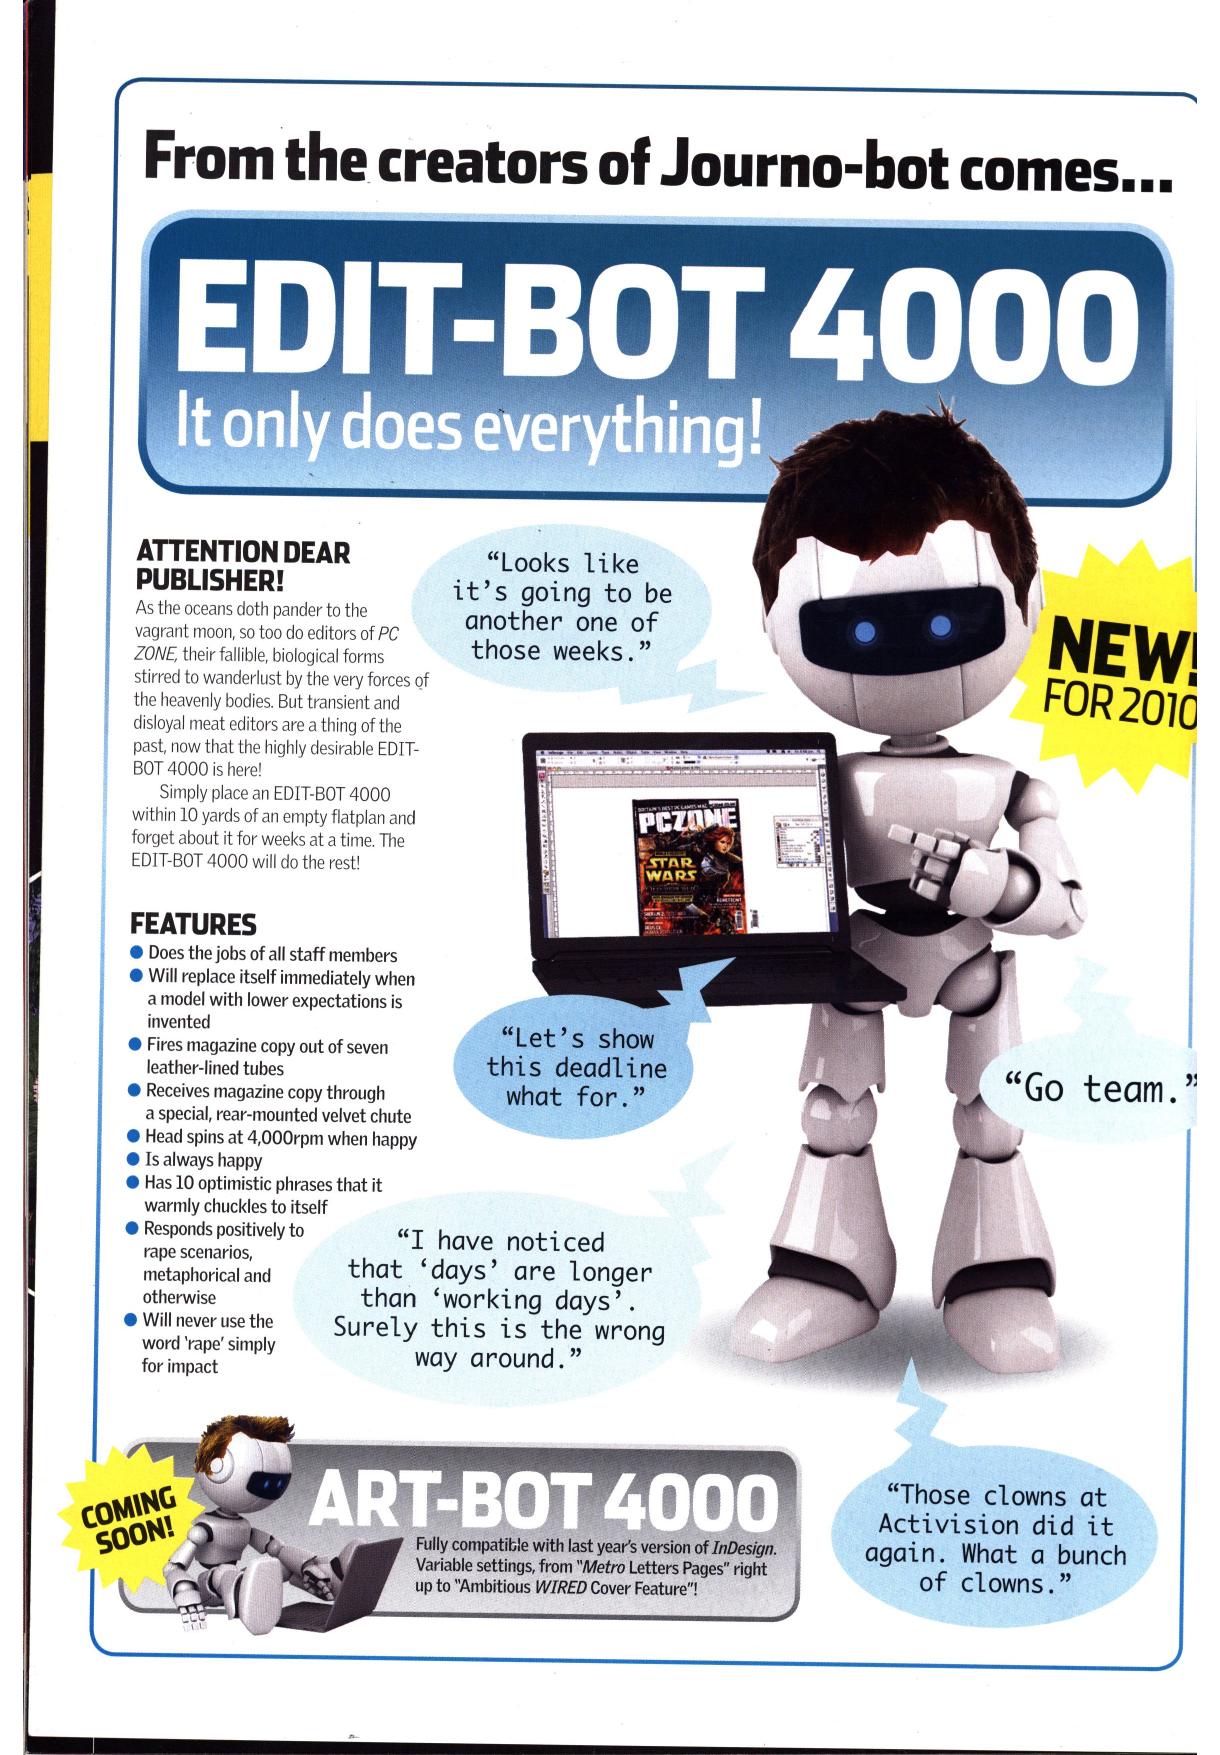 From the creators of Journo-bot comes...
EDIT-BOT 4000
It only does everything!
ATTENTION DEAR
PUBLISHER!
As the oceans doth pander to the
vagrant moon, so too do editors of PC
ZONE, their fallible, biological forms
stirred to wanderlust by the very forces of
the heavenly bodies. But transient and
disloyal meat editors are a thing of the
past, now that the highly desirable EDIT-
BOT 4000 is here!
Simply place an EDIT-BOT 4000
within 10 yards of an empty flatplan and
forget about it for weeks at a time. The
EDIT-BOT 4000 will do the rest!
FEATURES
● Does the jobs of all staff members
● Will replace itself immediately when
a model with lower expectations is
invented
● Fires magazine copy out of seven
leather-lined tubes
● Receives magazine copy through
a special, rear-mounted velvet chute
● Head spins at 4,000rpm when happy
● Is always happy
● Has 10 optimistic phrases that it
warmly chuckles to itself
● Responds positively to
rape scenarios,
metaphorical and
otherwise
● Will never use the
word ‘rape’ simply
for impact
“Looks like
it’s going to be
another one of
those weeks.”
NEW!
FOR 2010
PCZONE
STAR
WARS
“Let’s show
this deadline
what for.”
“Go team.”
“I have noticed
that ‘days’ are longer
than ‘working days’.
Surely this is the wrong
way around.”
“Those clowns at
Activision did it
again. What a bunch
of clowns.”
COMING
SOON!
ART-BOT 4000
Fully compatible with last year’s version of InDesign.
Variable settings, from “Metro Letters Pages” right
up to “Ambitious WIRED Cover Feature”!